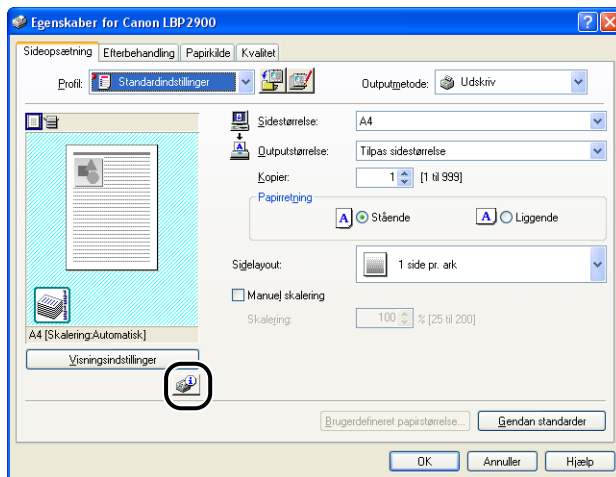 Egenskaber for Canon LBP2900
Sideopsætning Efterbehandling Papirkilde Kvalitet
Profil: Standardindstillinger Outputmetode: Udskriv
Sidestørrelse: A4
Outputstørrelse: Tilpas sidestørrelse
Kopier: 1 [1 til 999]
Papirretning
A Stående A Liggende
Sidelayout: 1 side pr. ark
Manuel skalering
Skalering: 100 % [25 til 200]
A4 [Skalering:Automatisk]
Visningsindstillinger
Brugerdefineret papirstørrelse... Gendan standarder
OK Annuller Hjælp